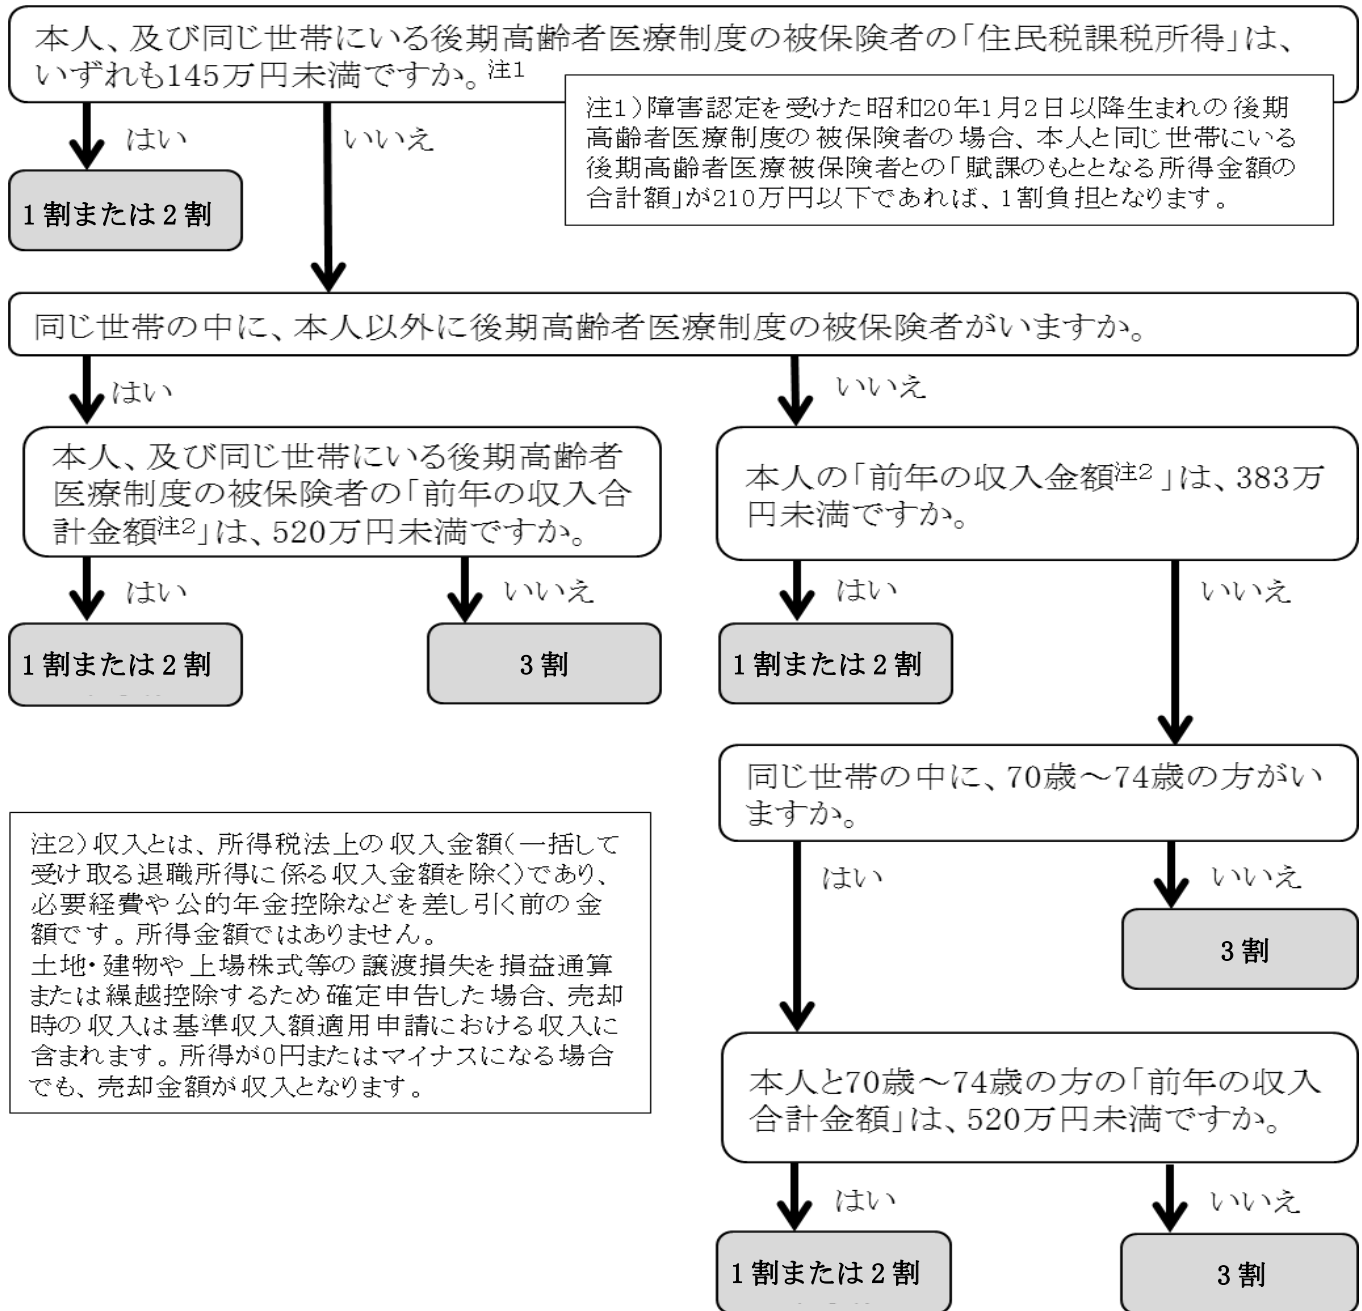 本人、及び同じ世帯にいる後期高齢者医療制度の被保険者の「住民税課税所得」は、
いずれも145万円未満ですか。注1
注1)障害認定を受けた昭和20年1月2日以降生まれの後期
高齢者医療制度の被保険者の場合、本人と同じ世帯にいる
後期高齢者医療被保険者との「賦課のもととなる所得金額の
合計額」が210万円以下であれば、1割負担となります。
はい
いいえ
1割または2割
同じ世帯の中に、本人以外に後期高齢者医療制度の被保険者がいますか。
はい
いいえ
本人、及び同じ世帯にいる後期高齢者
医療制度の被保険者の「前年の収入合
計金額注2」は、520万円未満ですか。
本人の「前年の収入金額注2」は、383万
円未満ですか。
はい
いいえ
はい
いいえ
1割または2割
3割
1割または2割
同じ世帯の中に、70歳～74歳の方がい
ますか。
注2)収入とは、所得税法上の収入金額(一括して
受け取る退職所得に係る収入金額を除く)であり、
必要経費や公的年金控除などを差し引く前の金
額です。所得金額ではありません。
土地・建物や上場株式等の譲渡損失を損益通算
または繰越控除するため確定申告した場合、売却
時の収入は基準収入額適用申請における収入に
含まれます。所得が0円またはマイナスになる場合
でも、売却金額が収入となります。
はい
いいえ
3割
本人と70歳～74歳の方の「前年の収入
合計金額」は、520万円未満ですか。
はい
いいえ
1割または2割
3割